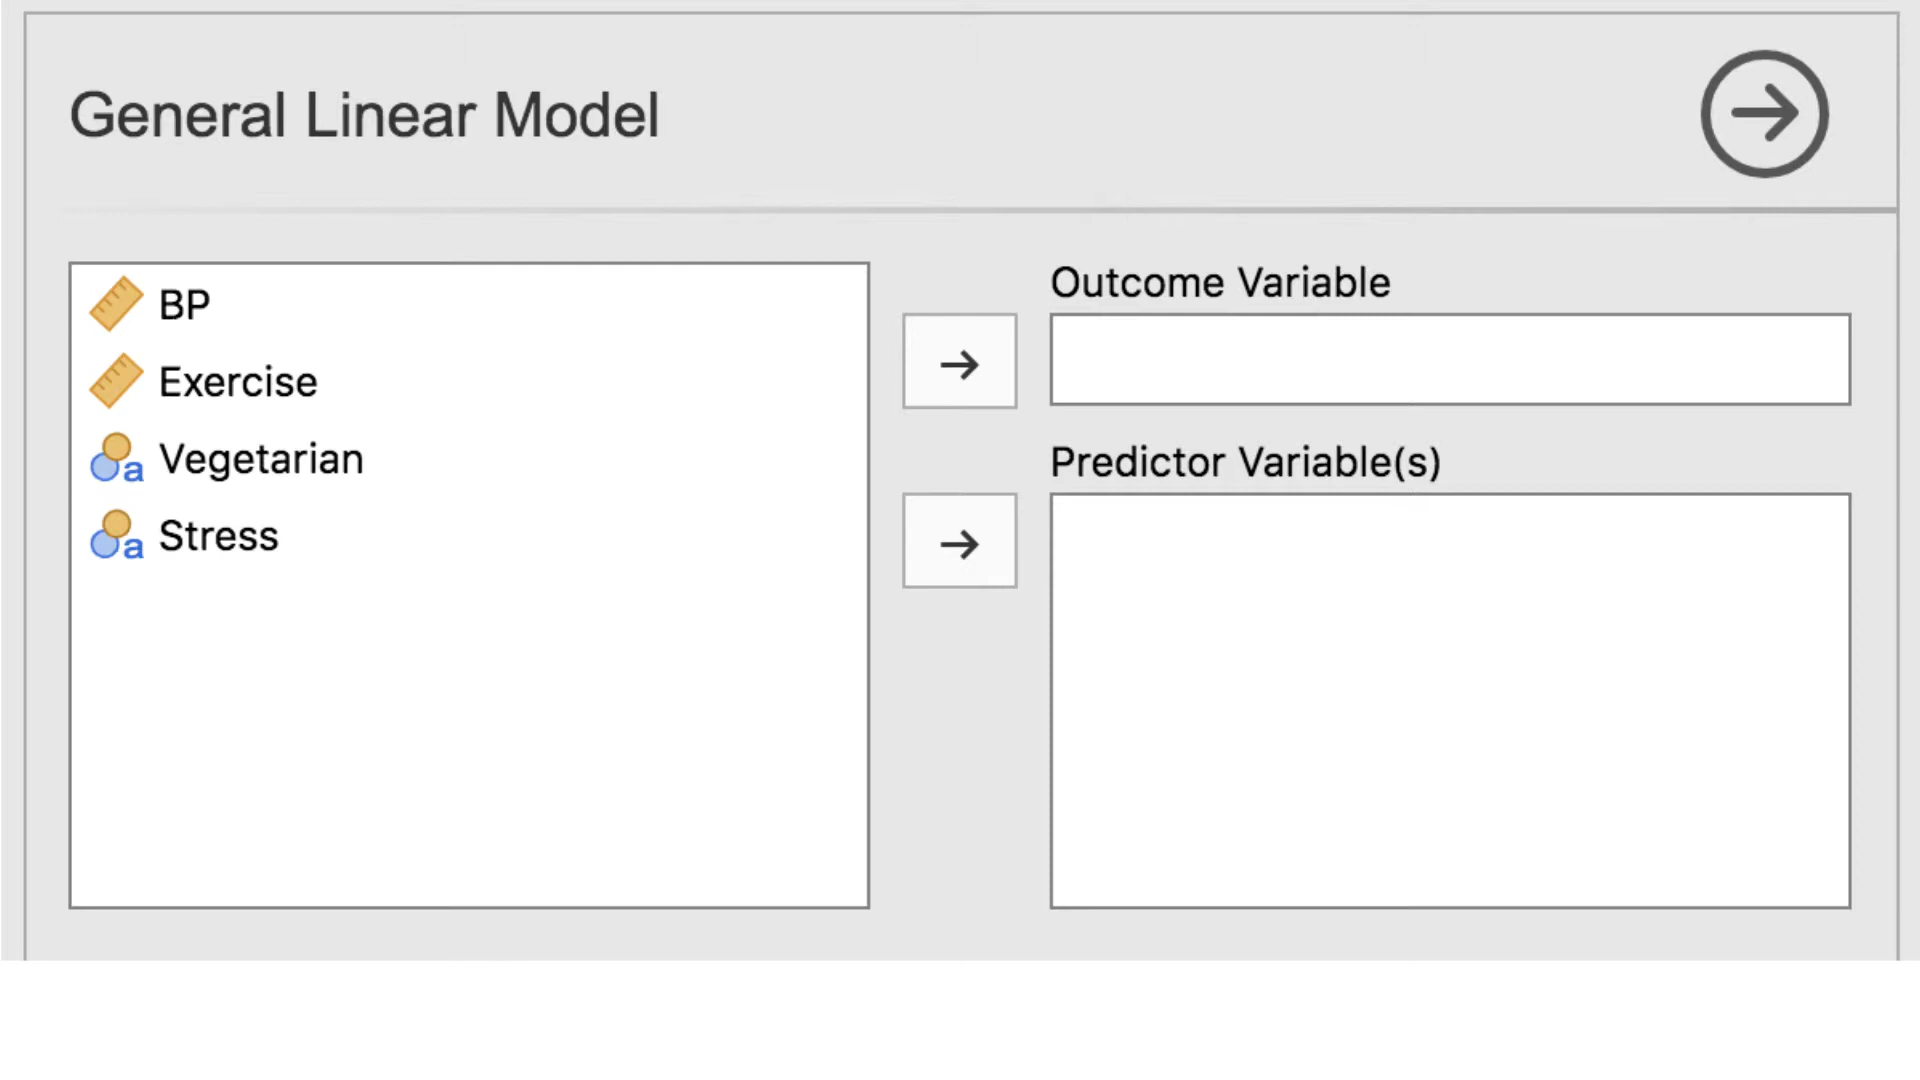 General Linear Model
BP
Exercise
a Vegetarian
a Stress
Outcome Variable
Predictor Variable(s)